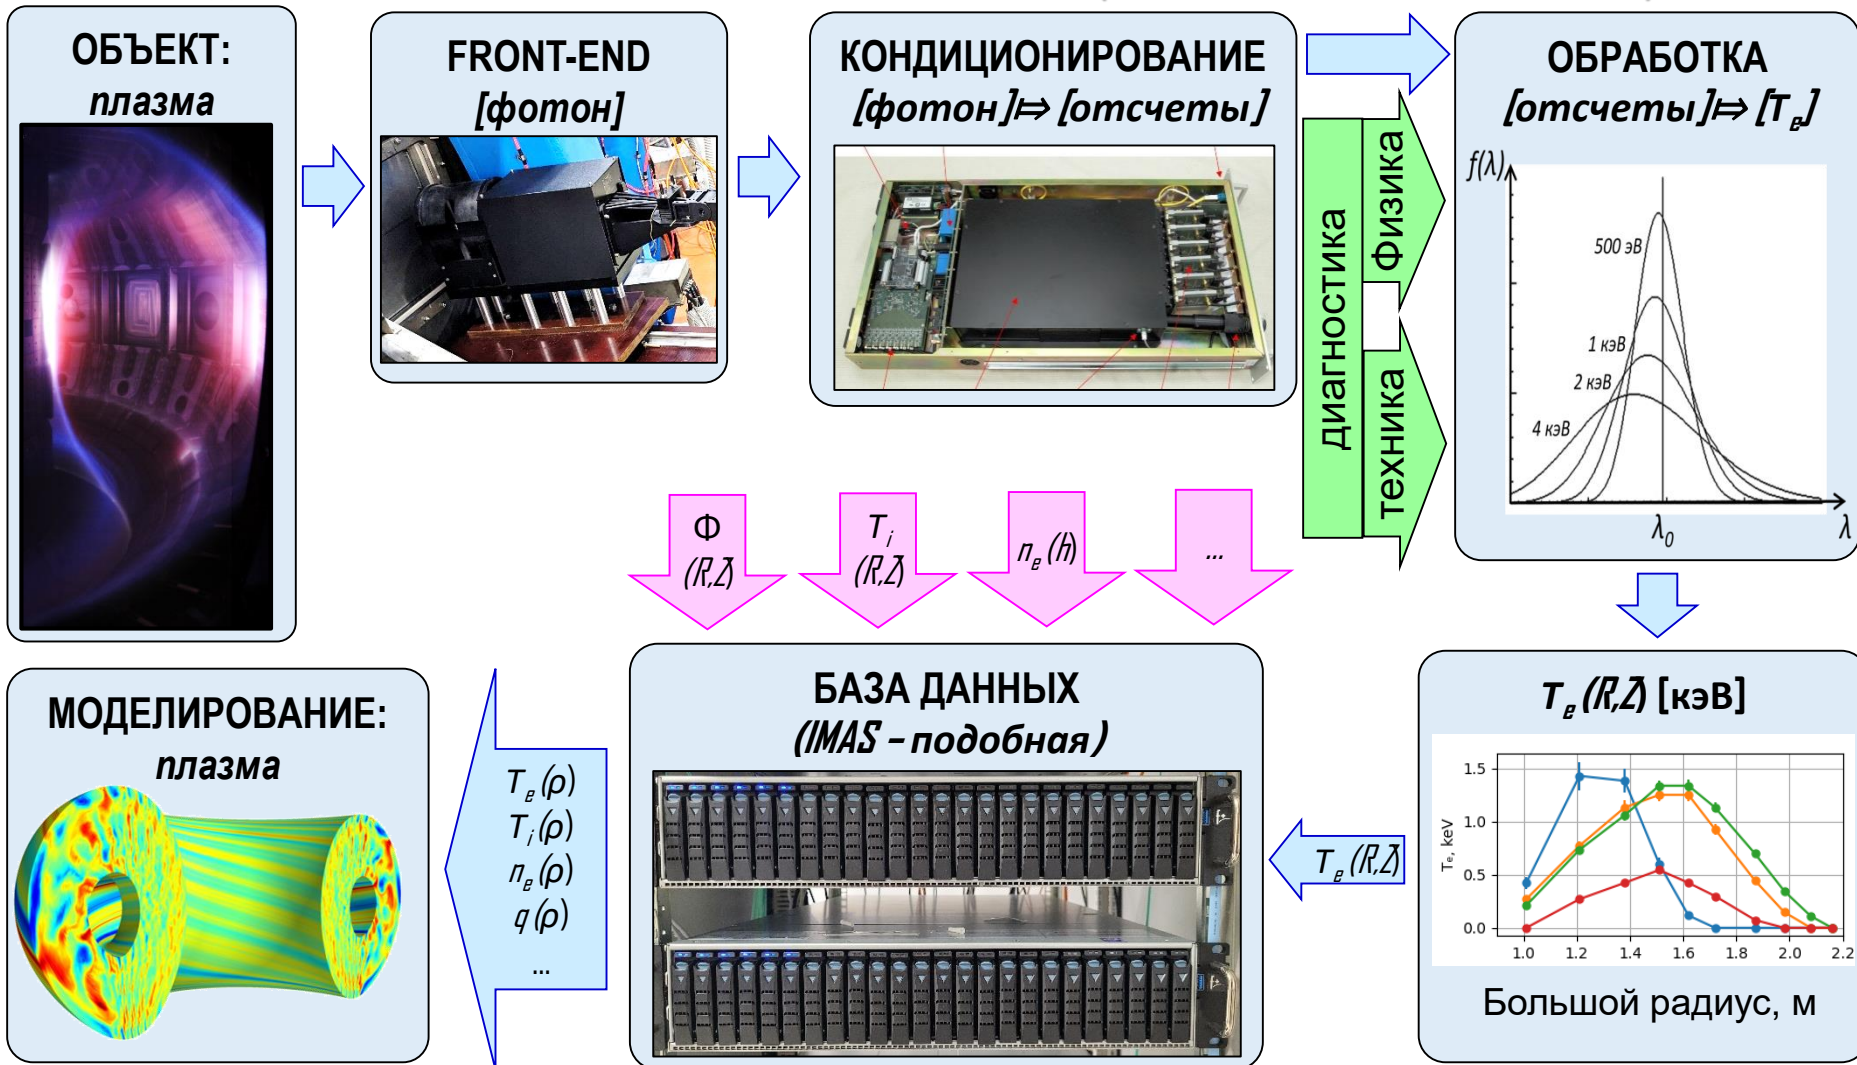 ОБЪЕКТ:
плазма
FRONT-END
[фотон]
КОНДИЦИОНИРОВАНИЕ
[фотон]⤇ [отсчеты]
диагностика
Физика
техника
ОБРАБОТКА
[отсчеты]⤇ [Tₑ]
f(λ)
500 эВ
1 кэВ
2 кэВ
4 кэВ
λ₀
λ
Φ
(R,Z)
Tᵢ
(R,Z)
nₑ(h)
...
МОДЕЛИРОВАНИЕ:
плазма
Tₑ(ρ)
Tᵢ(ρ)
nₑ(ρ)
q(ρ)
...
БАЗА ДАННЫХ
(IMAS – подобная)
Tₑ(R,Z)
Tₑ(R,Z) [кэВ]
Tₑ, keV
1.5
1.0
0.5
0.0
1.0 1.2 1.4 1.6 1.8 2.0 2.2
Большой радиус, м